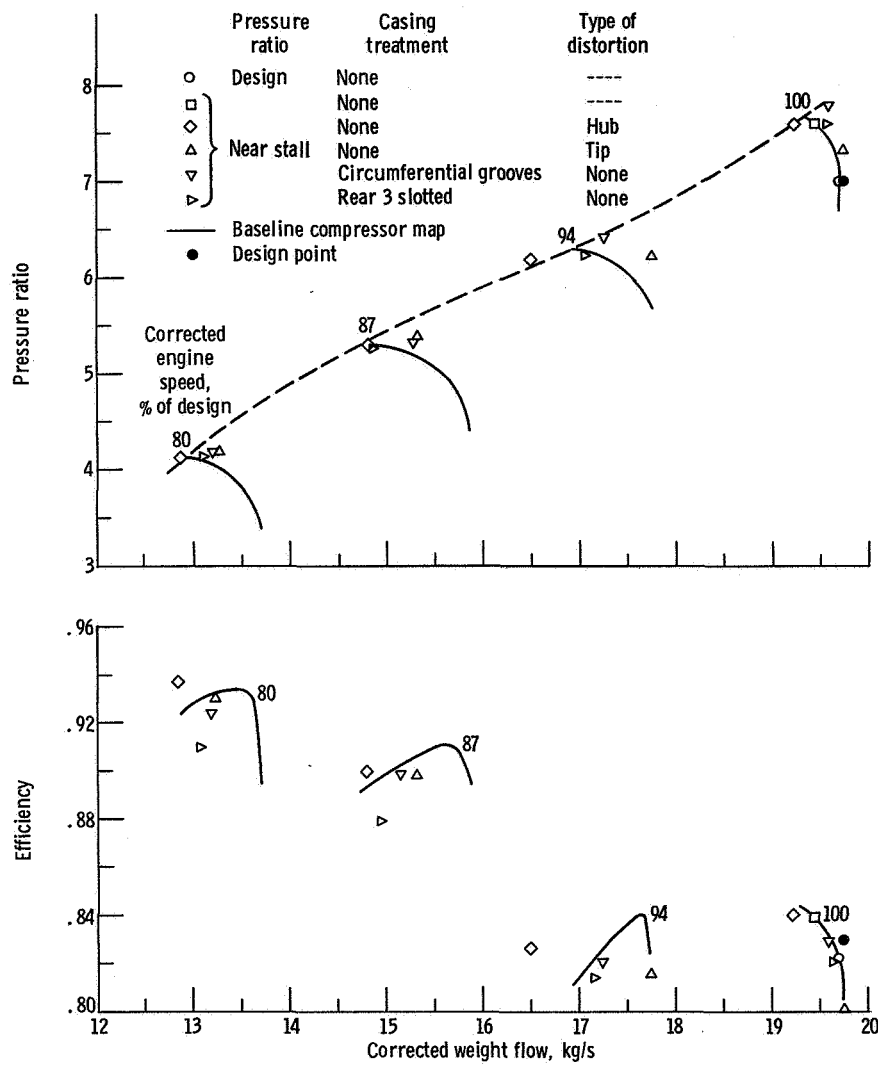 Pressure ratio
Casing treatment
Type of distortion
Design None ----
None ----
None Hub
Near stall None Tip
Circumferential grooves None
Rear 3 slotted None
Baseline compressor map
Design point
Corrected engine speed, % of design
80
87
94
100
Pressure ratio
8
7
6
5
4
3
.96
.92
.88
.84
.80
Efficiency
80
87
94
100
12 13 14 15 16 17 18 19 20
Corrected weight flow, kg/s